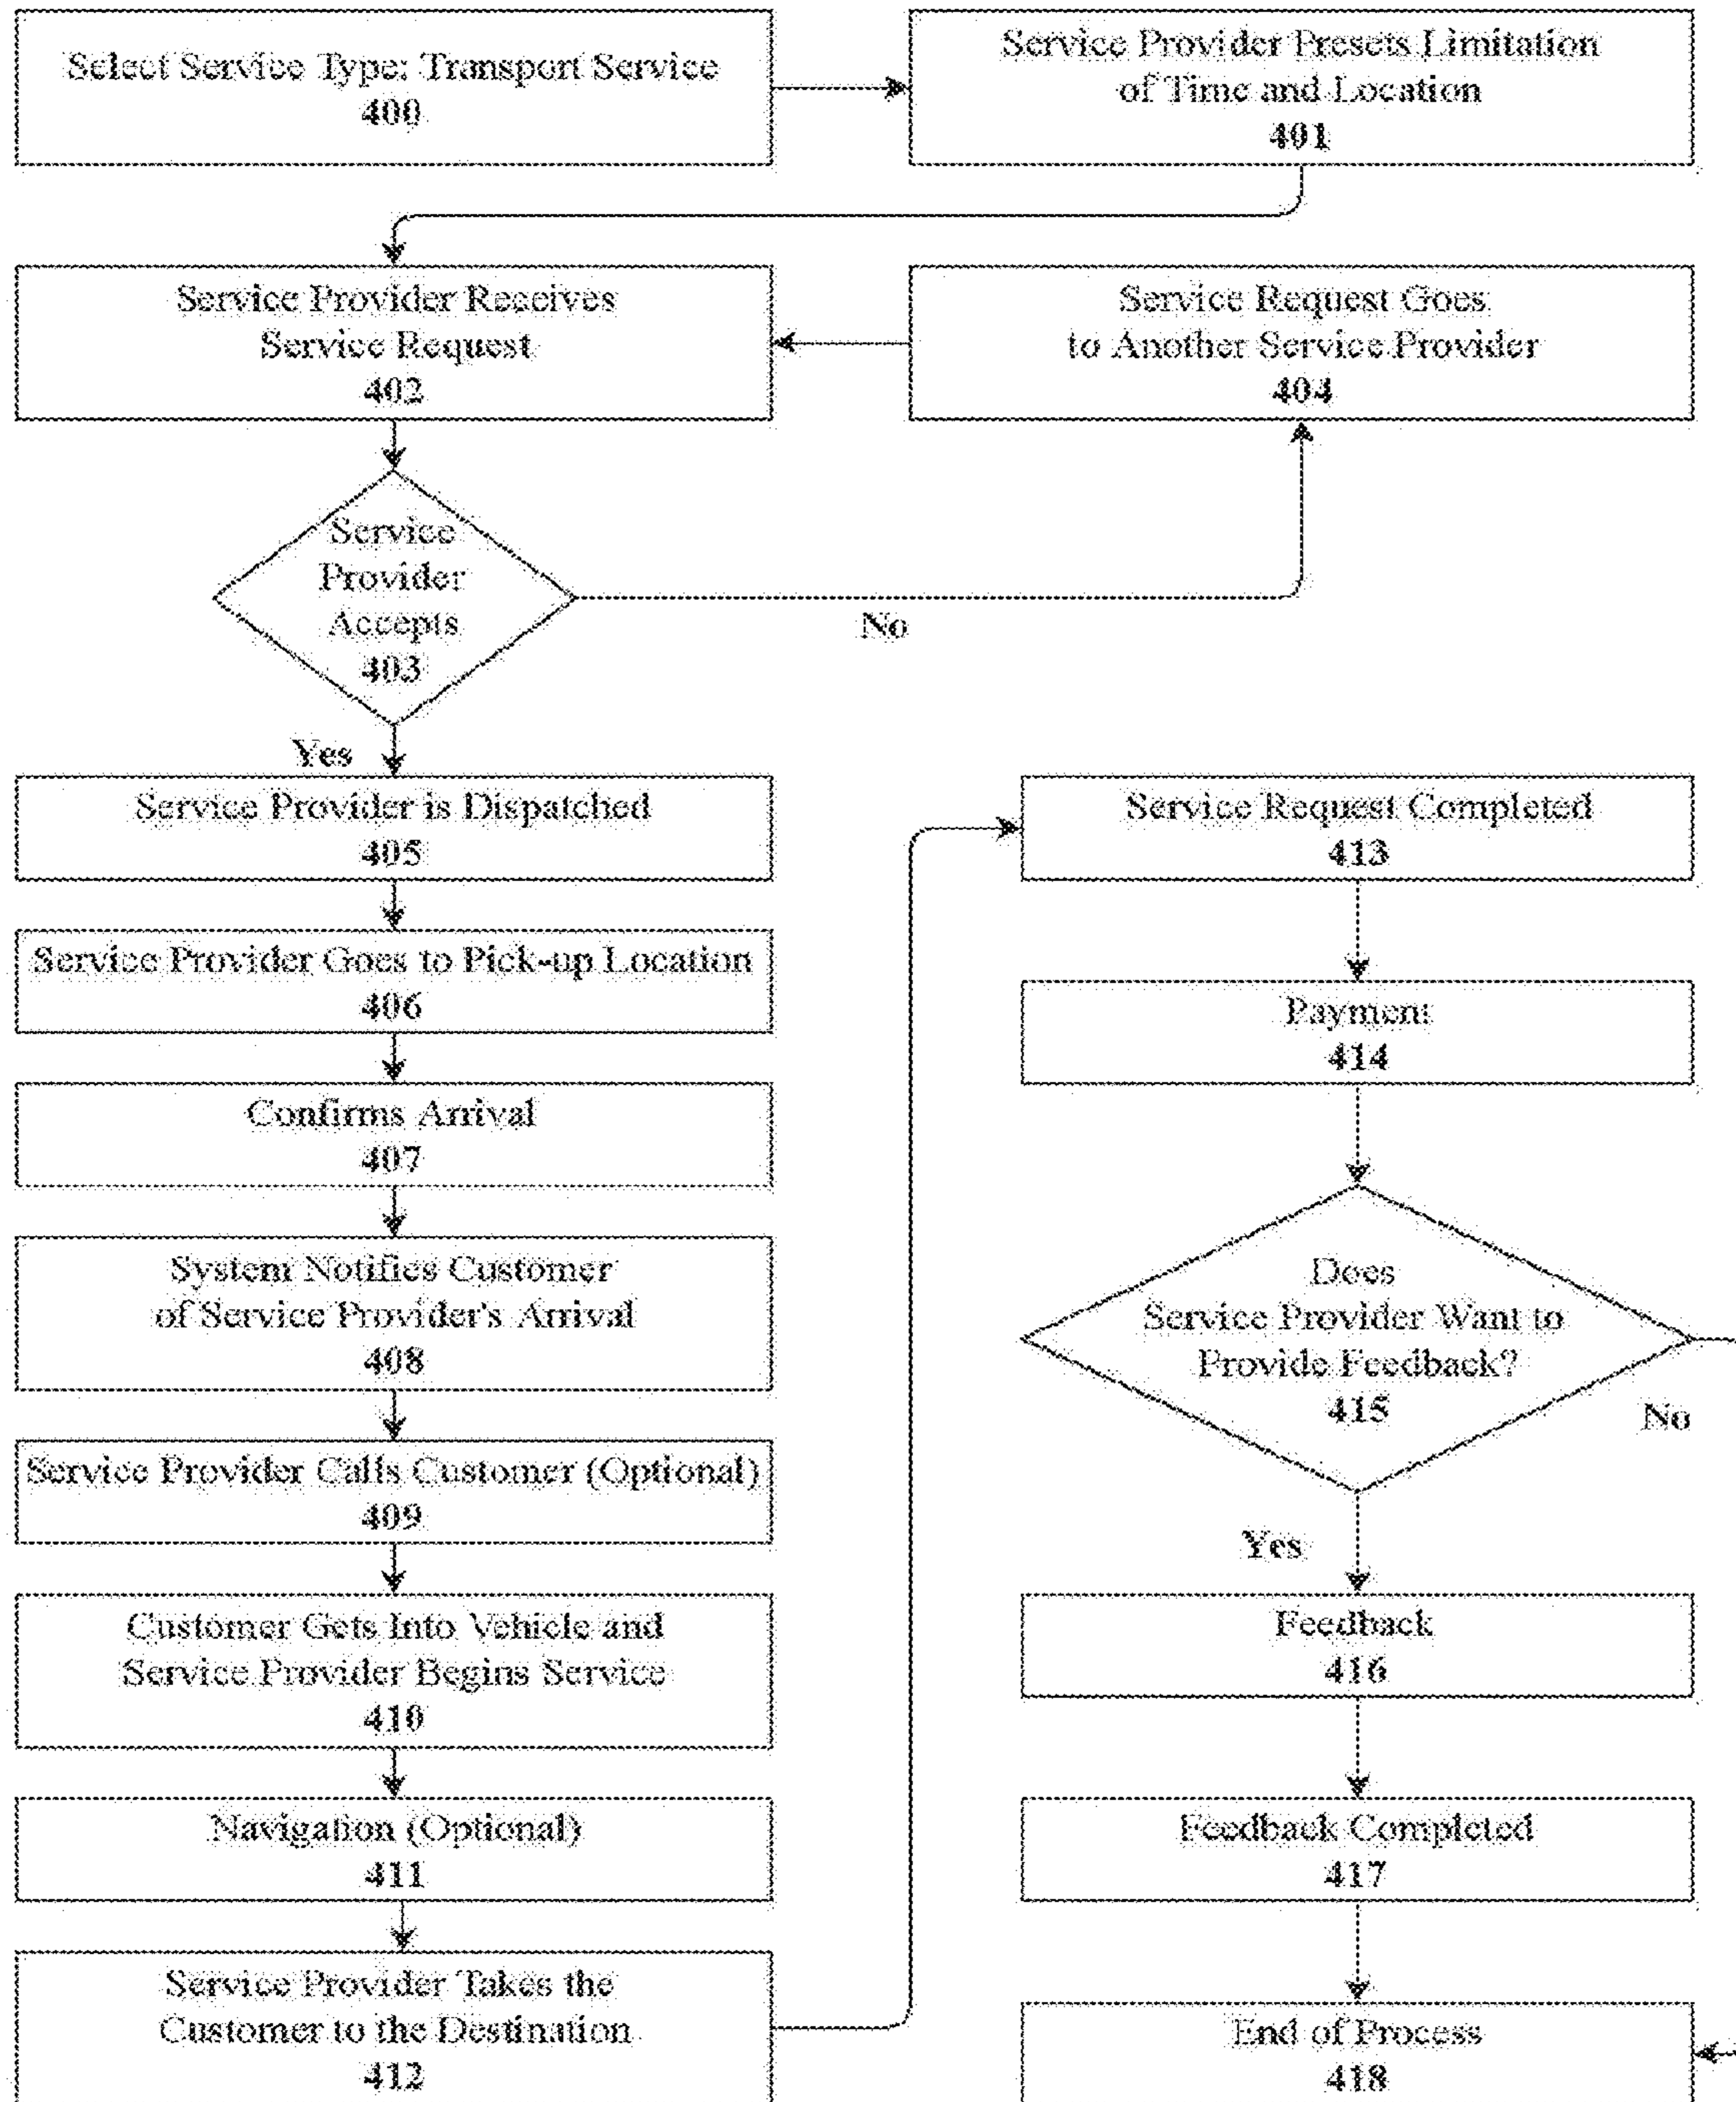 Select Service Type: Transport Service
400
Service Provider Presets Limitation
of Time and Location
401
Service Provider Receives
Service Request
402
Service Request Goes
to Another Service Provider
404
Service
Provider
Accepts
403
No
Yes
Service Provider is Dispatched
405
Service Provider Goes to Pick-up Location
406
Confirms Arrival
407
System Notifies Customer
of Service Provider's Arrival
408
Service Provider Calls Customer (Optional)
409
Customer Gets Into Vehicle and
Service Provider Begins Service
410
Navigation (Optional)
411
Service Provider Takes the
Customer to the Destination
412
Service Request Completed
413
Payment
414
Does
Service Provider Want to
Provide Feedback?
415
No
Yes
Feedback
416
Feedback Completed
417
End of Process
418